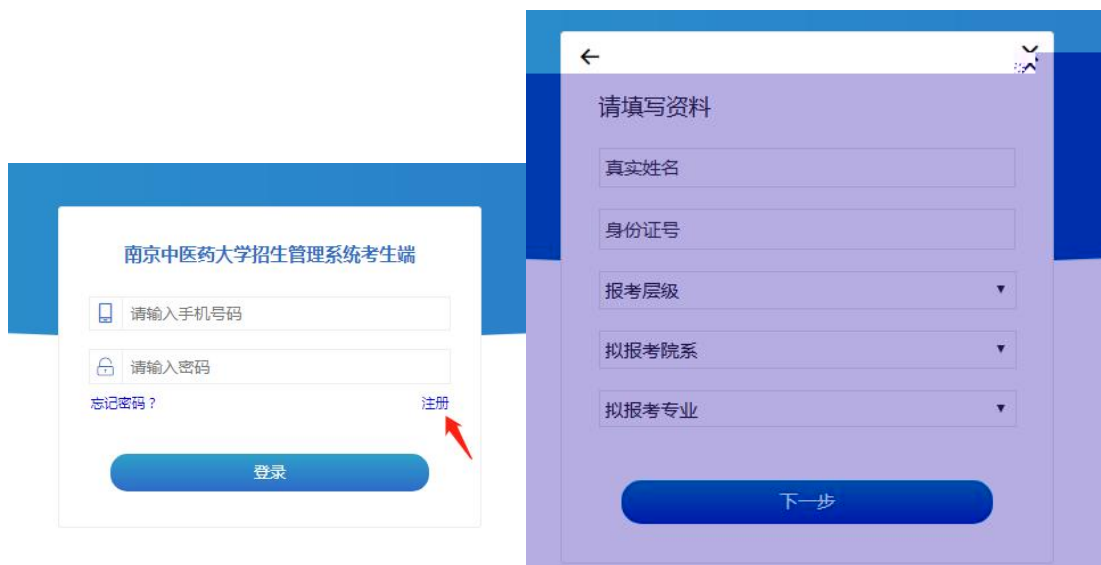 南京中医药大学招生管理系统考生端
请输入手机号码
请输入密码
忘记密码？
注册
登录
请填写资料
真实姓名
身份证号
报考层级
拟报考院系
拟报考专业
下一步